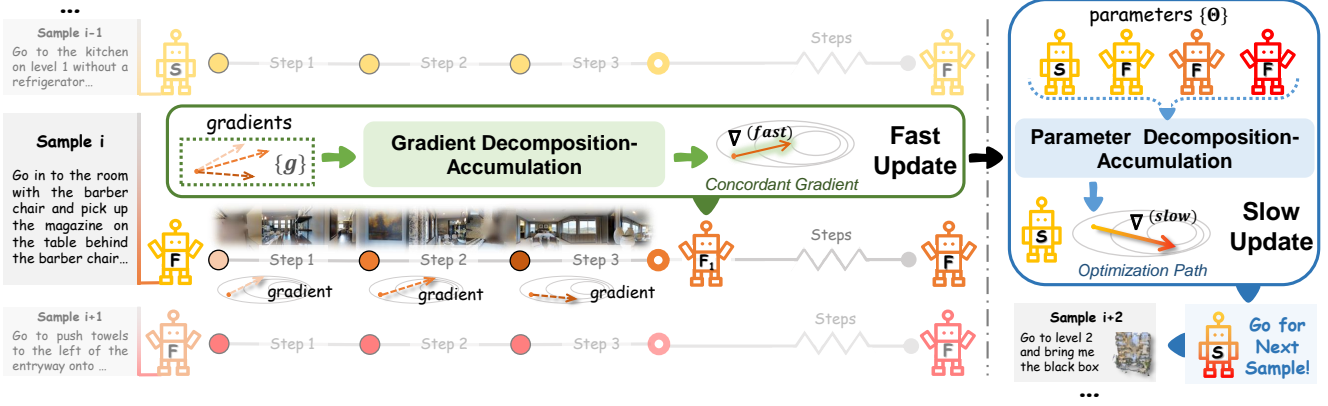 ...
Sample i-1
Go to the kitchen
on level 1 without a
refrigerator...
S
Step 1
Step 2
Step 3
Steps
F
Sample i
Go in to the room
with the barber
chair and pick up
the magazine on
the table behind
the barber chair...
gradients
{g}
Gradient Decomposition-
Accumulation
∇ (fast)
Concordant Gradient
Fast
Update
F
Step 1
Step 2
Step 3
F1
Steps
F
gradient
gradient
gradient
Sample i+1
Go to push towels
to the left of the
entryway onto ...
F
Step 1
Step 2
Step 3
Steps
F
parameters {Θ}
S
F
F
F
Parameter Decomposition-
Accumulation
S
∇ (slow)
Optimization Path
Slow
Update
Sample i+2
Go to level 2
and bring me
the black box
S
Go for
Next
Sample!
...